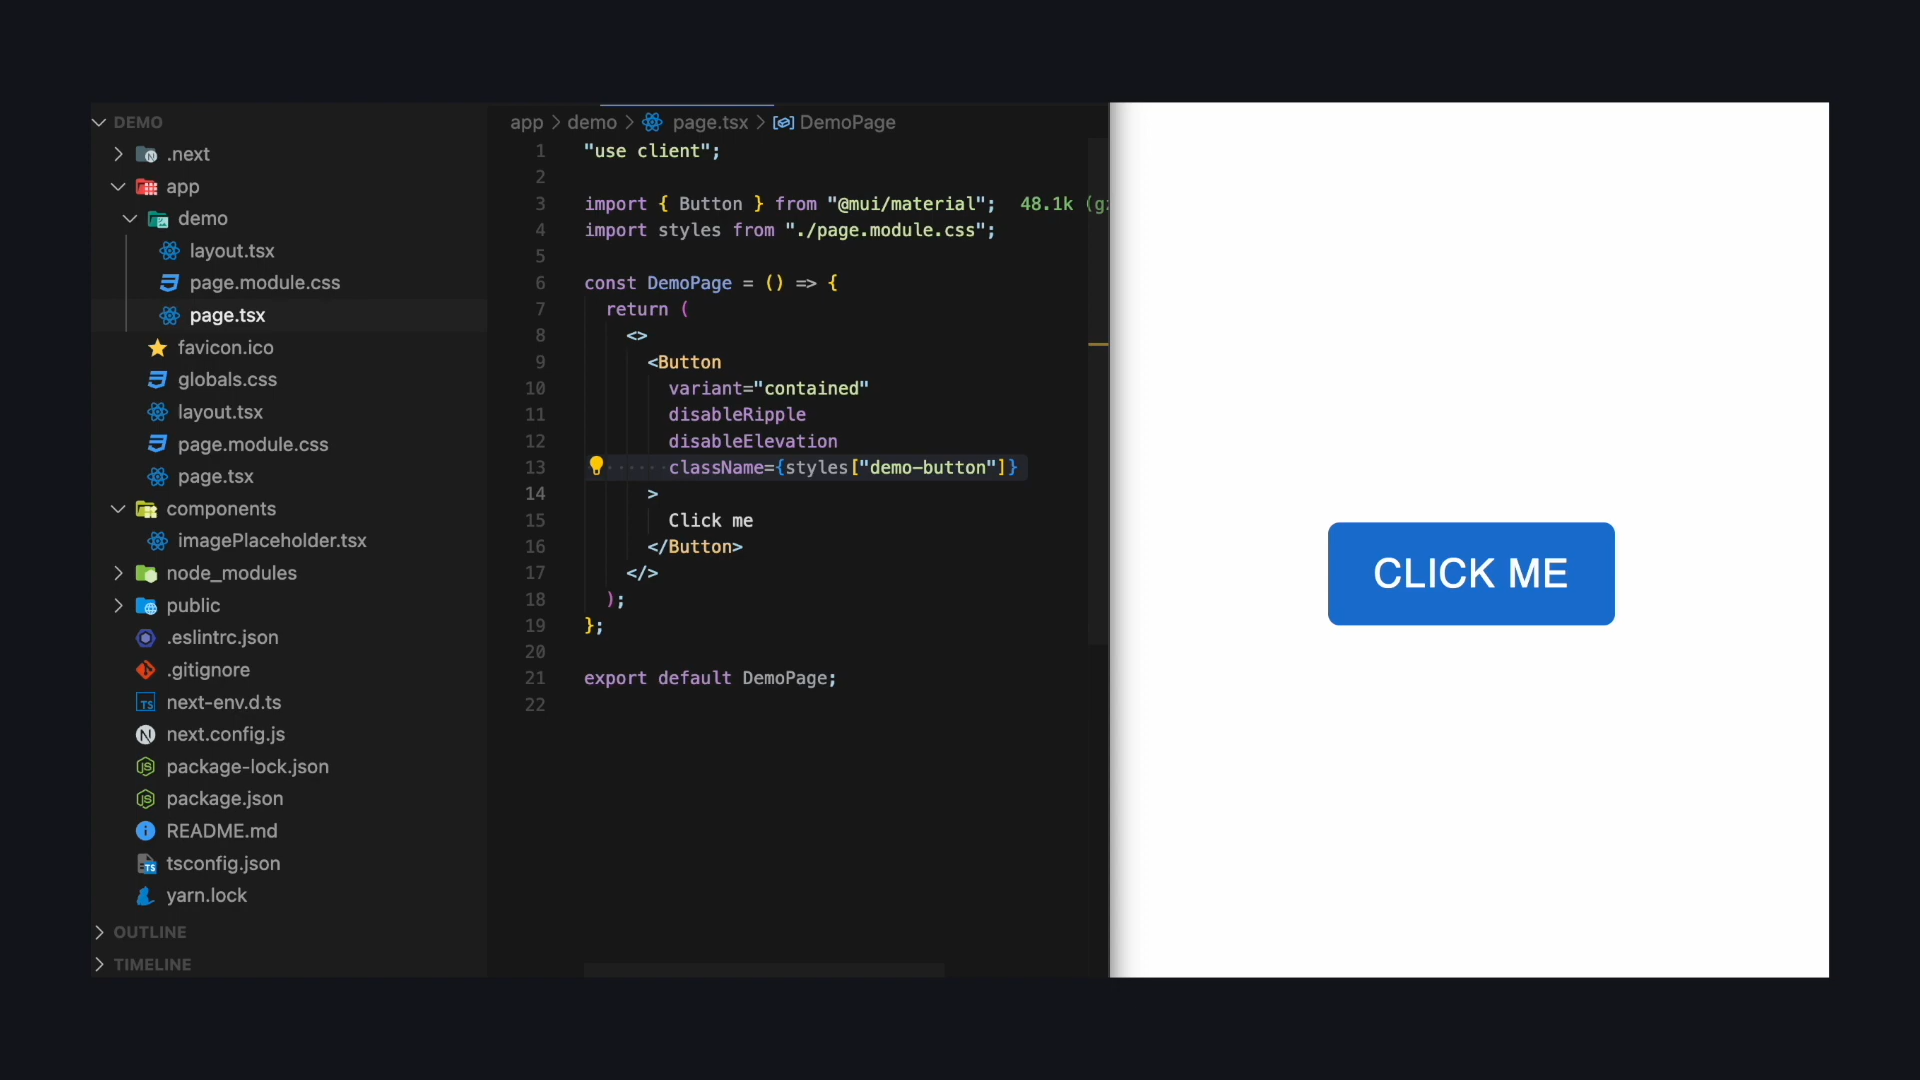 DEMO
.next
app
demo
layout.tsx
page.module.css
page.tsx
favicon.ico
globals.css
layout.tsx
page.module.css
page.tsx
components
imagePlaceholder.tsx
node_modules
public
.eslintrc.json
.gitignore
next-env.d.ts
next.config.js
package-lock.json
package.json
README.md
tsconfig.json
yarn.lock
OUTLINE
TIMELINE
app > demo > page.tsx > DemoPage
1 "use client";
2
3 import { Button } from "@mui/material"; 48.1k (g
4 import styles from "./page.module.css";
5
6 const DemoPage = () => {
7 return (
8 <>
9 <Button
10 variant="contained"
11 disableRipple
12 disableElevation
13 className={styles["demo-button"]}
14 >
15 Click me
16 </Button>
17 </>
18 );
19 };
20
21 export default DemoPage;
22
CLICK ME